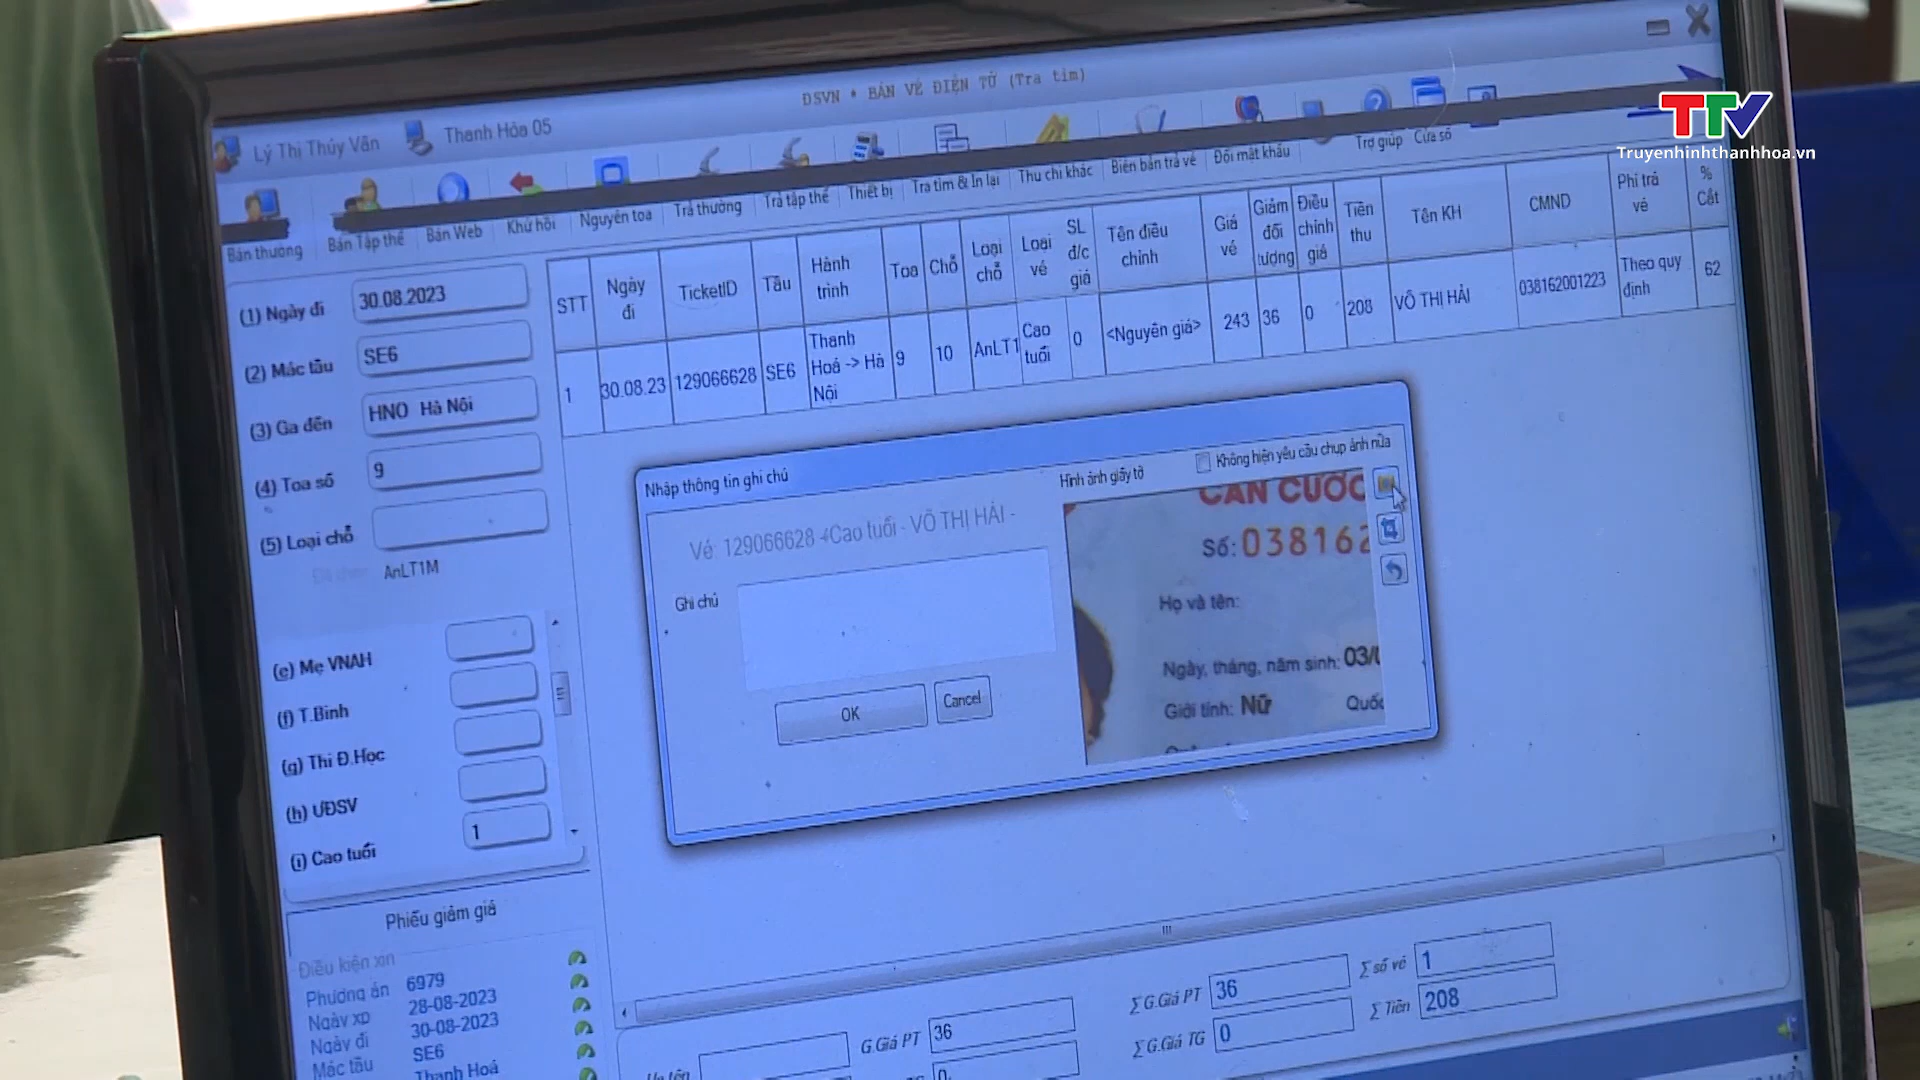 TTV
Truyenhinhthanhhoa.vn
ĐSVN * BÁN VÉ ĐIỆN TỬ (Tra tìm)
Lý Thị Thúy Vân
Thanh Hóa 05
Bán thường
Bán Tập thể
Bán Web
Khứ hồi
Nguyên toa
Trả thường
Trả tập thể
Thiết bị
Tra tìm & In lại
Thu chi khác
Biên bản trả vé
Đổi mật khẩu
Trợ giúp
Cửa sổ
(1) Ngày đi 30.08.2023
(2) Mác tàu SE6
(3) Ga đến HNO Hà Nội
(4) Toa số 9
(5) Loại chỗ
AnLT1M
(e) Mẹ VNAH
(f) T.Binh
(g) Thi Đ.Học
(h) UĐSV
(i) Cao tuổi 1
STT Ngày đi TicketID Tàu Hành trình Toa Chỗ Loại chỗ Loại vé SL đ/c giá Tên điều chỉnh Giá vé Giảm đối tượng Điều chỉnh giá Tiền thu Tên KH CMND Phí trả vé % Cắt
1 30.08.23 129066628 SE6 Thanh Hoá -> Hà Nội 9 10 AnLT1 Cao tuổi 0 <Nguyên giá> 243 36 0 208 VÕ THỊ HẢI 038162001223 Theo quy định 62
Nhập thông tin ghi chú
Hình ảnh giấy tờ
Không hiện yêu cầu chụp ảnh nữa
Vé: 129066628 - Cao tuổi - VÕ THỊ HẢI -
Ghi chú
OK
Cancel
CĂN CƯỚC
Số: 038162
Họ và tên:
Ngày, tháng, năm sinh: 03/0
Giới tính: Nữ
Quốc
Phiếu giảm giá
Điều kiện xin
Phương án 6979
Ngày xp 28-08-2023
Ngày đi 30-08-2023
Mác tàu SE6
Thanh Hoá
G.Giá PT 36
0
∑G.Giá PT 36
∑G.Giá TG 0
∑ số vé 1
∑ Tiền 208